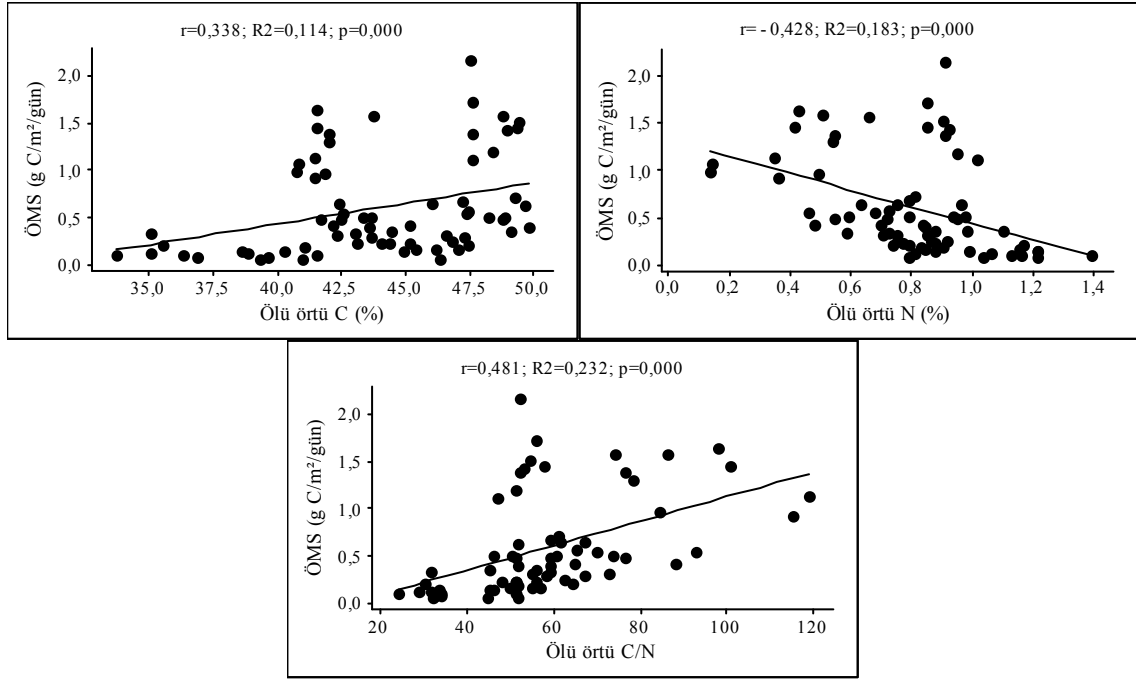 r=0,338; R2=0,114; p=0,000
ÖMS (g C/m²/gün)
2,0
1,5
1,0
0,5
0,0
35,0 37,5 40,0 42,5 45,0 47,5 50,0
Ölü örtü C (%)
r= - 0,428; R2=0,183; p=0,000
ÖMS (g C/m²/gün)
2,0
1,5
1,0
0,5
0,0
0,0 0,2 0,4 0,6 0,8 1,0 1,2 1,4
Ölü örtü N (%)
r=0,481; R2=0,232; p=0,000
ÖMS (g C/m²/gün)
2,0
1,5
1,0
0,5
0,0
20 40 60 80 100 120
Ölü örtü C/N